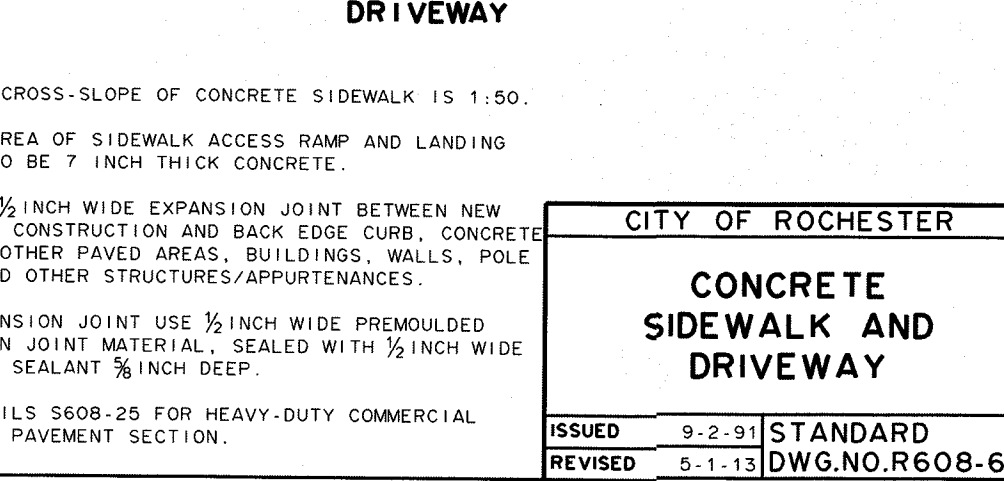 DRIVEWAY
CROSS-SLOPE OF CONCRETE SIDEWALK IS 1:50.
REA OF SIDEWALK ACCESS RAMP AND LANDING
O BE 7 INCH THICK CONCRETE.
½ INCH WIDE EXPANSION JOINT BETWEEN NEW
CONSTRUCTION AND BACK EDGE CURB, CONCRETE
OTHER PAVED AREAS, BUILDINGS, WALLS, POLE
D OTHER STRUCTURES/APPURTENANCES.
NSION JOINT USE ½ INCH WIDE PREMOULDED
N JOINT MATERIAL, SEALED WITH ½ INCH WIDE
SEALANT ⅝ INCH DEEP.
ILS S608-25 FOR HEAVY-DUTY COMMERCIAL
PAVEMENT SECTION.
CITY OF ROCHESTER
CONCRETE
SIDEWALK AND
DRIVEWAY
ISSUED 9-2-91 STANDARD
REVISED 5-1-13 DWG.NO.R608-6